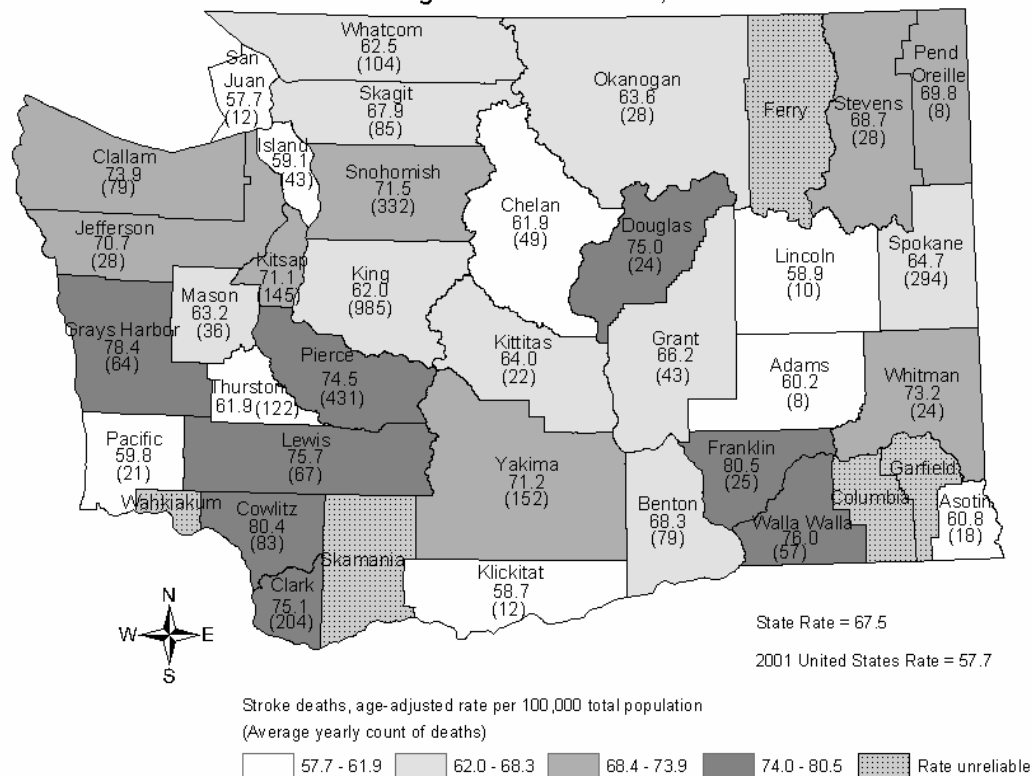 Whatcom
62.5
(104)
San
Juan
57.7
(12)
Skagit
67.9
(85)
Okanogan
63.6
(28)
Ferry
Stevens
68.7
(28)
Pend
Oreille
69.8
(8)
Clallam
73.9
(79)
Island
59.1
(43)
Snohomish
71.5
(332)
Chelan
61.9
(49)
Douglas
75.0
(24)
Jefferson
70.7
(28)
Kitsap
71.1
(145)
King
62.0
(985)
Lincoln
58.9
(10)
Spokane
64.7
(294)
Mason
63.2
(36)
Grays Harbor
78.4
(64)
Pierce
74.5
(431)
Kittitas
64.0
(22)
Grant
66.2
(43)
Adams
60.2
(8)
Whitman
73.2
(24)
Thurston
61.9 (122)
Pacific
59.8
(21)
Lewis
75.7
(67)
Yakima
71.2
(152)
Franklin
80.5
(25)
Garfield
Columbia
Asotin
60.8
(18)
Wahkiakum
Cowlitz
80.4
(83)
Skamania
Benton
68.3
(79)
Walla Walla
76.0
(57)
Clark
75.1
(204)
Klickitat
58.7
(12)
N
W E
S
State Rate = 67.5
2001 United States Rate = 57.7
Stroke deaths, age-adjusted rate per 100,000 total population
(Average yearly count of deaths)
57.7 - 61.9 62.0 - 68.3 68.4 - 73.9 74.0 - 80.5 Rate unreliable